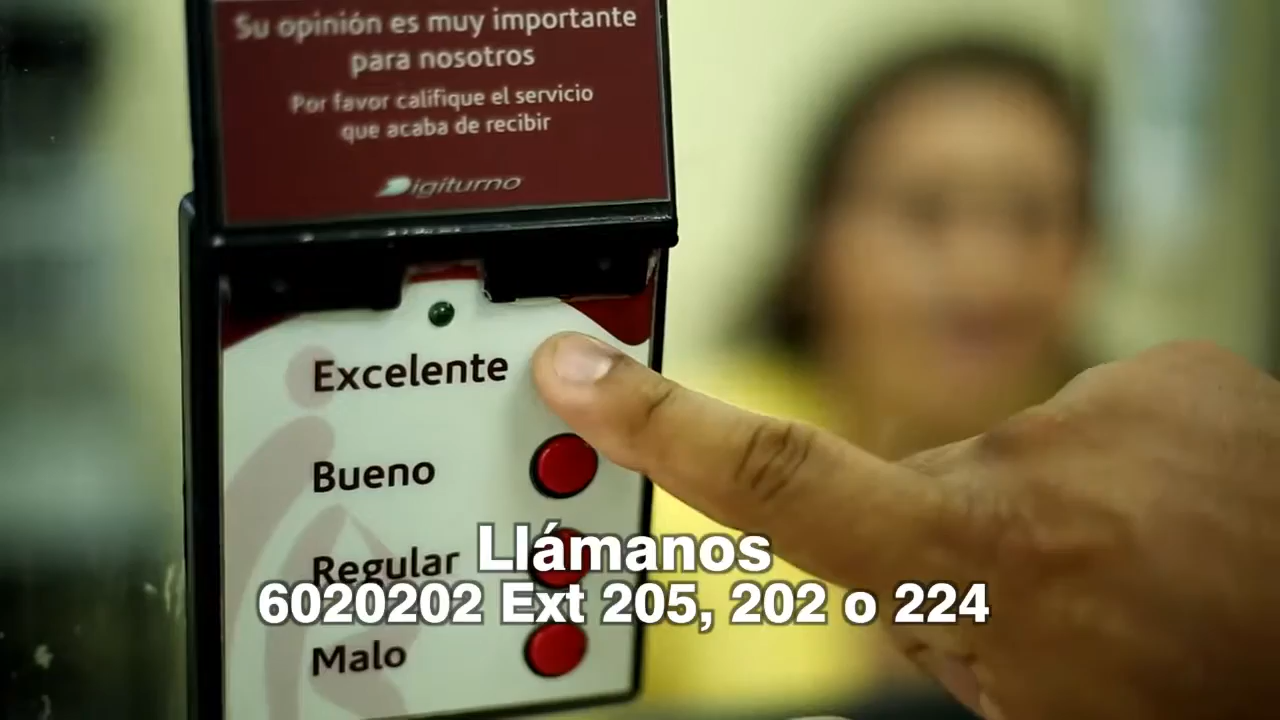 Su opinión es muy importante
para nosotros
Por favor califique el servicio
que acaba de recibir
Digiturno
Excelente
Bueno
Regular
Llámanos
6020202 Ext 205, 202 o 224
Malo